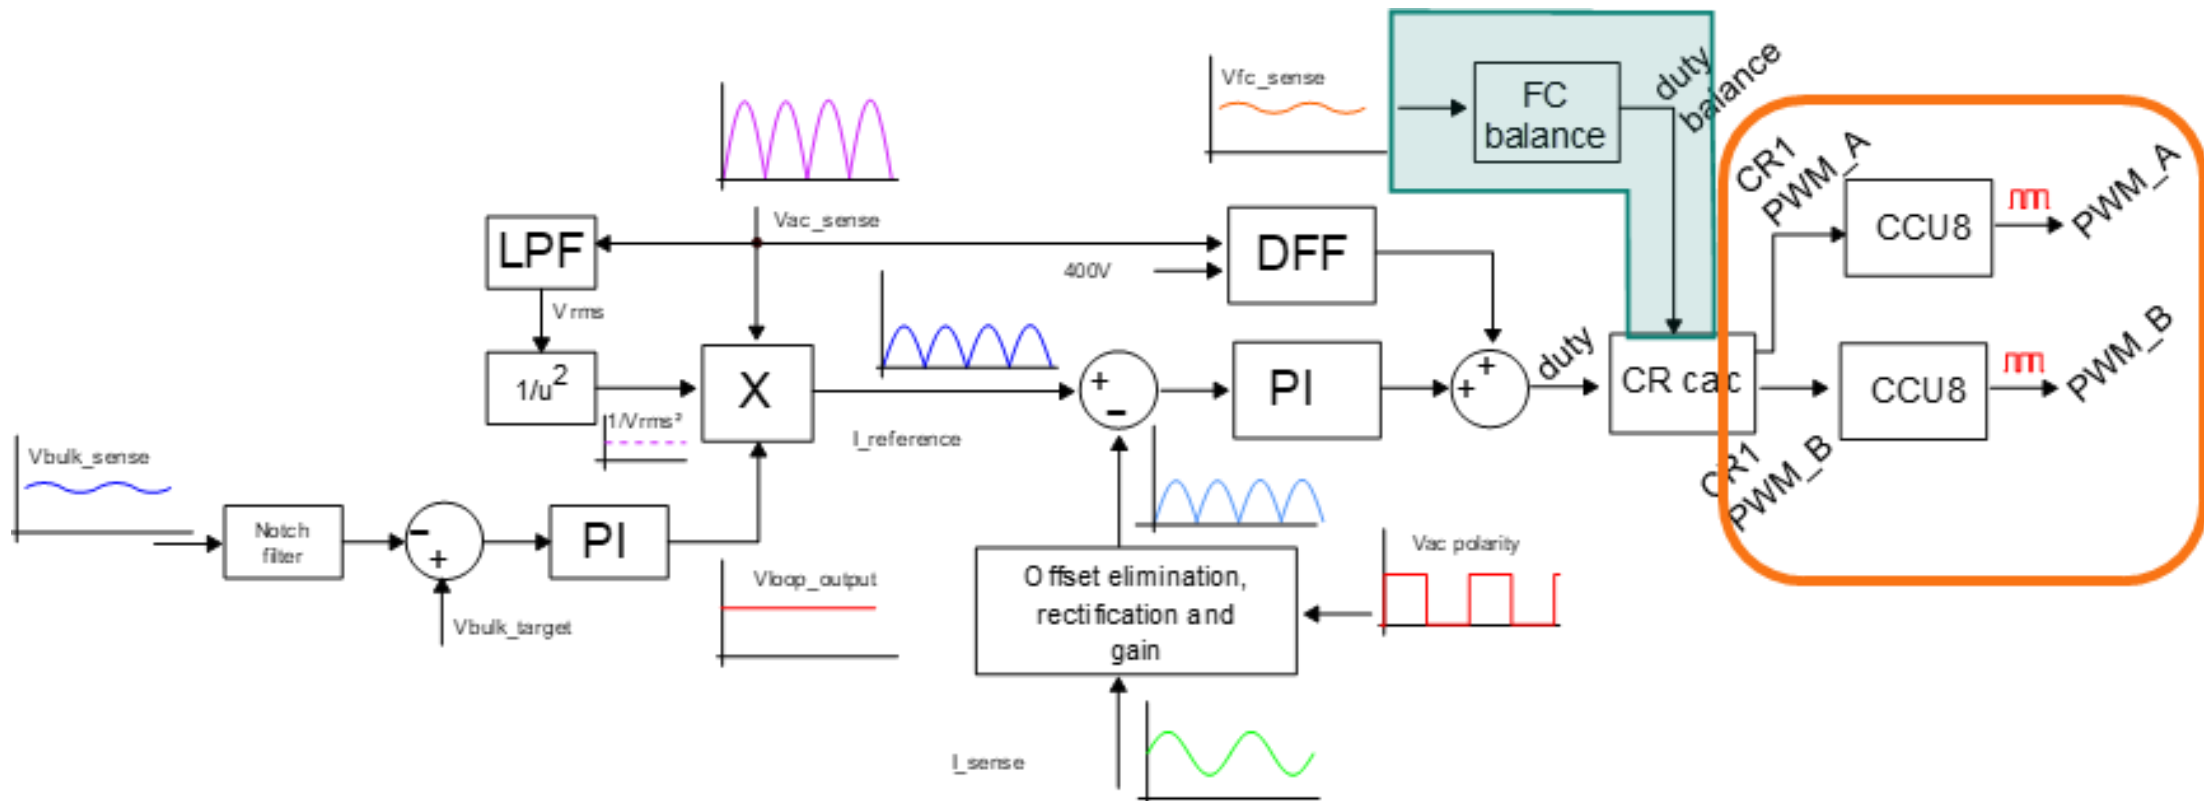 Vfc_sense
FC
balance
duty
balance
CR1
PWM_A
CCU8
PWM_A
Vac_sense
LPF
400V
DFF
Vrms
1/u²
X
1/Vrms²
I_reference
+
-
PI
+
+
duty
CR calc
CCU8
PWM_B
CR1
PWM_B
Vbulk_sense
Notch
filter
-
+
PI
Vbulk_target
Vloop_output
Offset elimination,
rectification and
gain
Vac polarity
I_sense